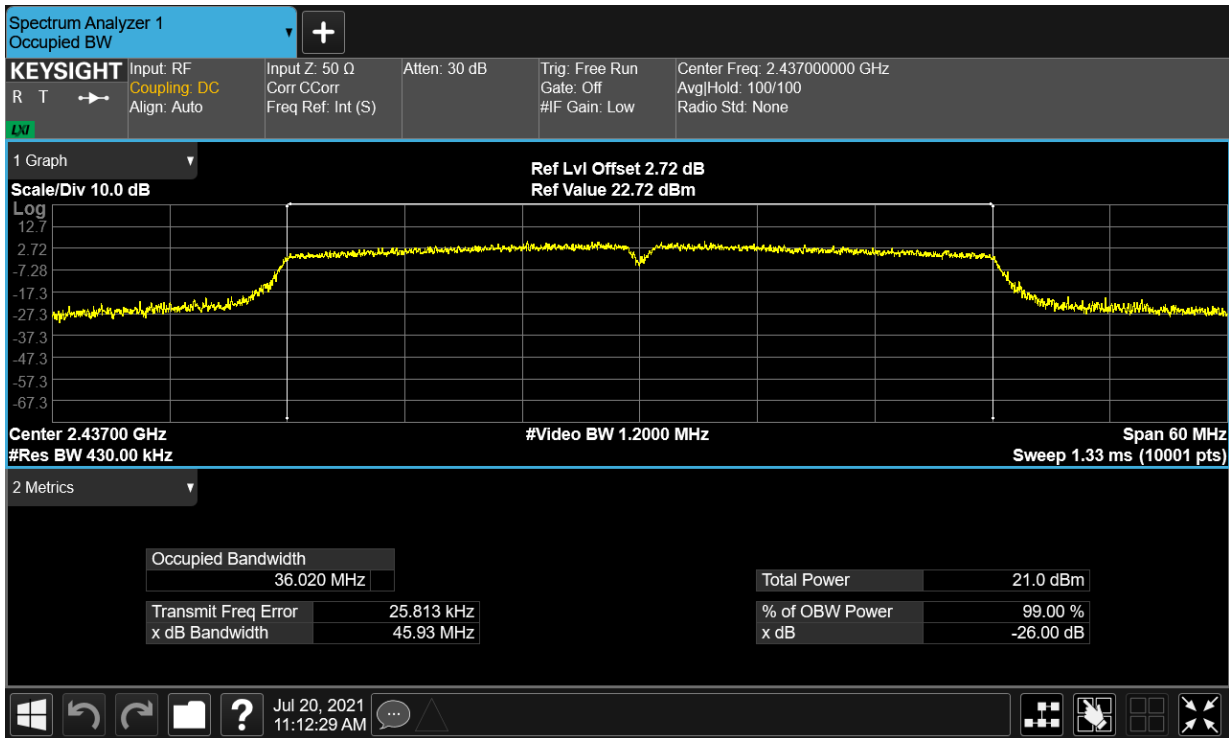 Spectrum Analyzer 1
Occupied BW
▼
+
KEYSIGHT
R T
LXI
Input: RF
Coupling: DC
Align: Auto
Input Z: 50 Ω
Corr CCorr
Freq Ref: Int (S)
Atten: 30 dB
Trig: Free Run
Gate: Off
#IF Gain: Low
Center Freq: 2.437000000 GHz
Avg|Hold: 100/100
Radio Std: None
1 Graph ▼
Scale/Div 10.0 dB
Ref Lvl Offset 2.72 dB
Ref Value 22.72 dBm
Log
12.7
2.72
-7.28
-17.3
-27.3
-37.3
-47.3
-57.3
-67.3
Center 2.43700 GHz
#Res BW 430.00 kHz
#Video BW 1.2000 MHz
Span 60 MHz
Sweep 1.33 ms (10001 pts)
2 Metrics ▼
Occupied Bandwidth
36.020 MHz
Transmit Freq Error 25.813 kHz
x dB Bandwidth 45.93 MHz
Total Power 21.0 dBm
% of OBW Power 99.00 %
x dB -26.00 dB
?
Jul 20, 2021
11:12:29 AM